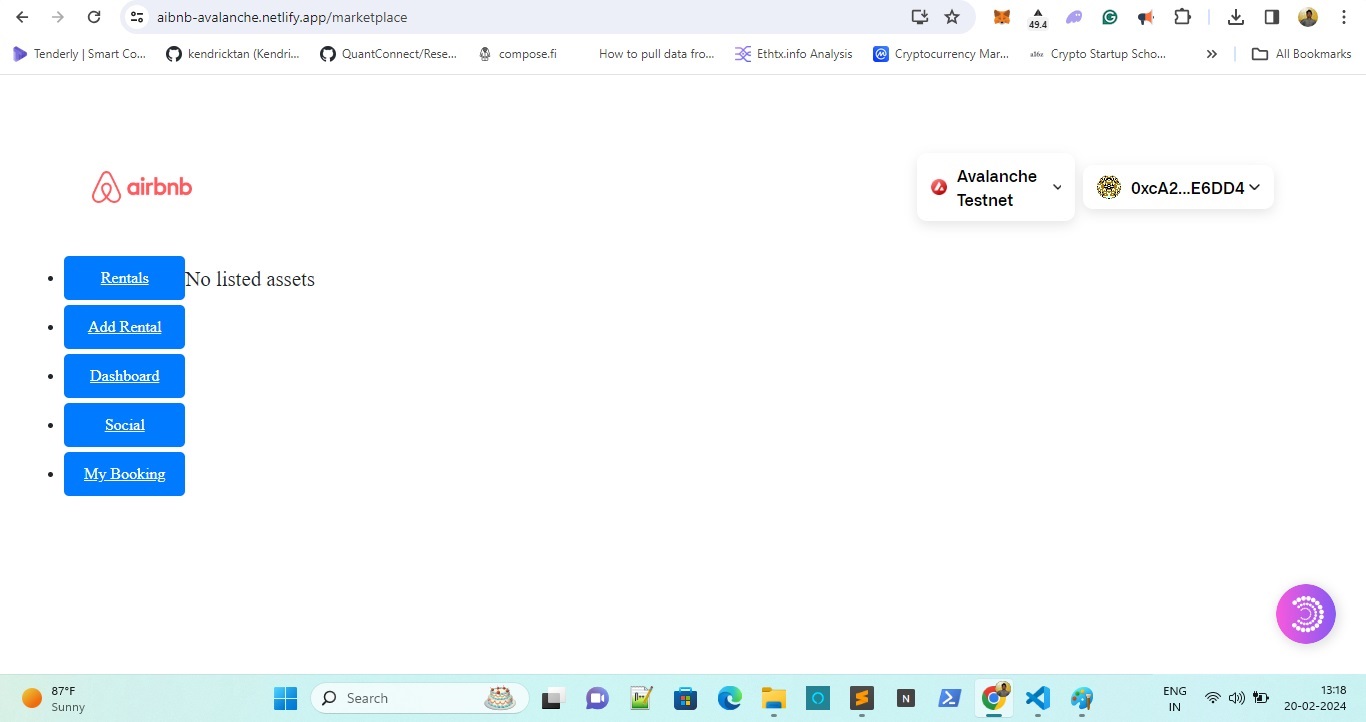 aibnb-avalanche.netlify.app/marketplace
49.4
Tenderly | Smart Co...
kendricktan (Kendri...
QuantConnect/Rese...
compose.fi
How to pull data fro...
Ethtx.info Analysis
Cryptocurrency Mar...
a16z
Crypto Startup Scho...
»
All Bookmarks
airbnb
Avalanche
Testnet
0xcA2...E6DD4
Rentals
No listed assets
Add Rental
Dashboard
Social
My Booking
87°F
Sunny
Search
N
ENG
IN
13:18
20-02-2024